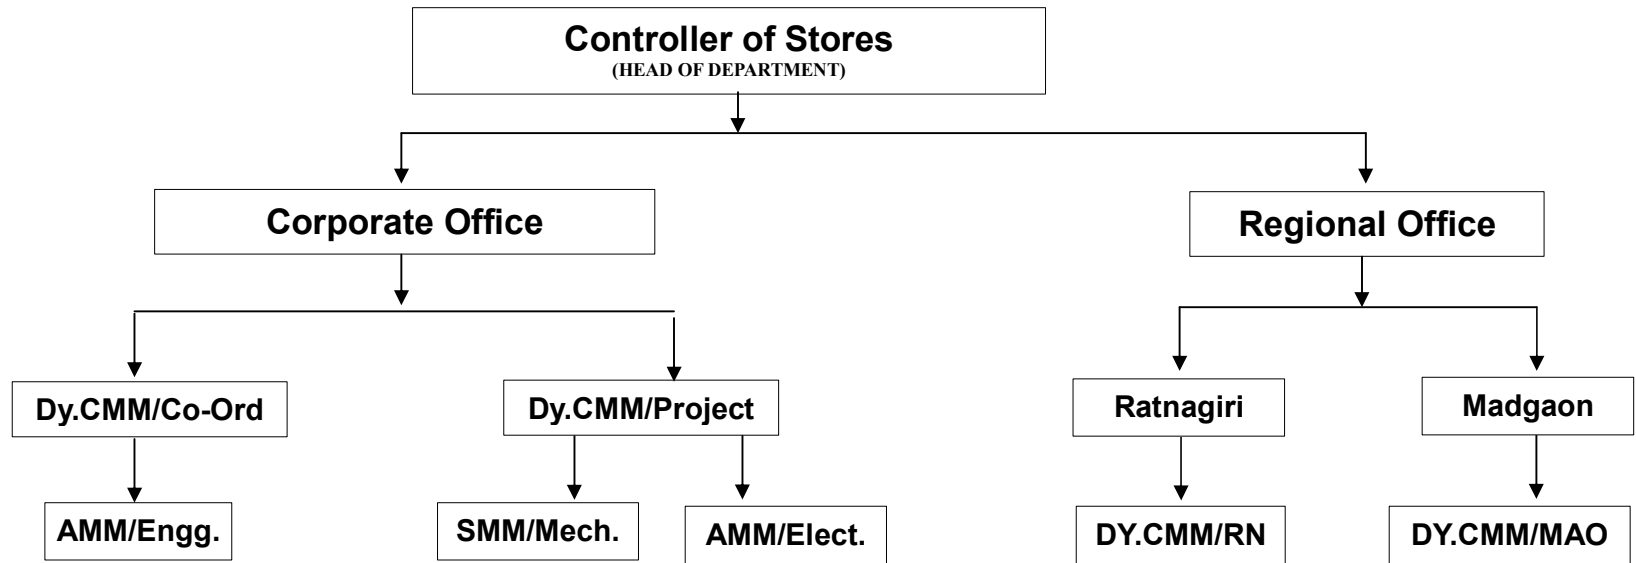 Controller of Stores
(HEAD OF DEPARTMENT)
Corporate Office
Regional Office
Dy.CMM/Co-Ord
Dy.CMM/Project
Ratnagiri
Madgaon
AMM/Engg.
SMM/Mech.
AMM/Elect.
DY.CMM/RN
DY.CMM/MAO